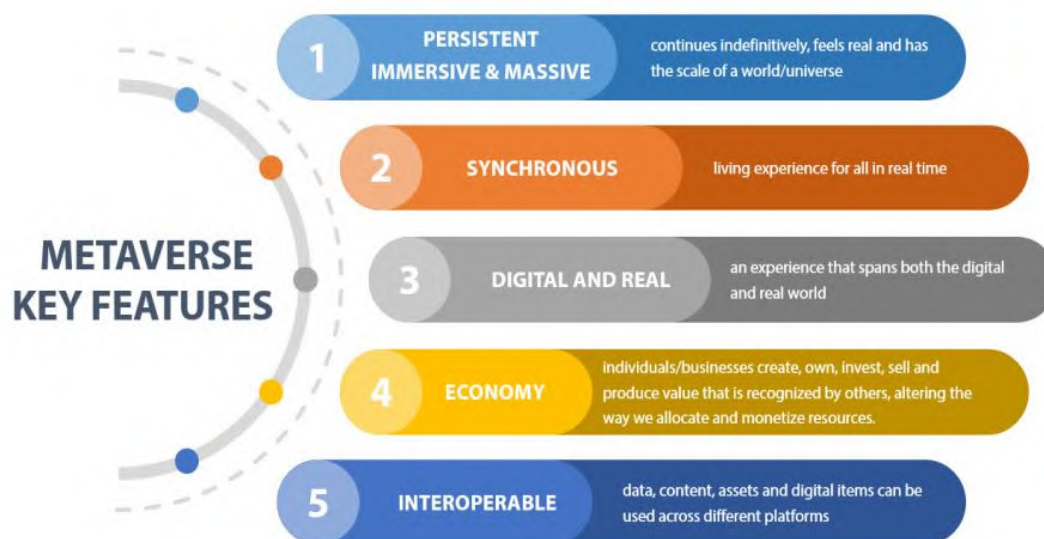 METAVERSE
KEY FEATURES
1
PERSISTENT
IMMERSIVE & MASSIVE
continues indefinitively, feels real and has
the scale of a world/universe
2
SYNCHRONOUS
living experience for all in real time
3
DIGITAL AND REAL
an experience that spans both the digital
and real world
4
ECONOMY
individuals/businesses create, own, invest, sell and
produce value that is recognized by others, altering the
way we allocate and monetize resources.
5
INTEROPERABLE
data, content, assets and digital items can be
used across different platforms